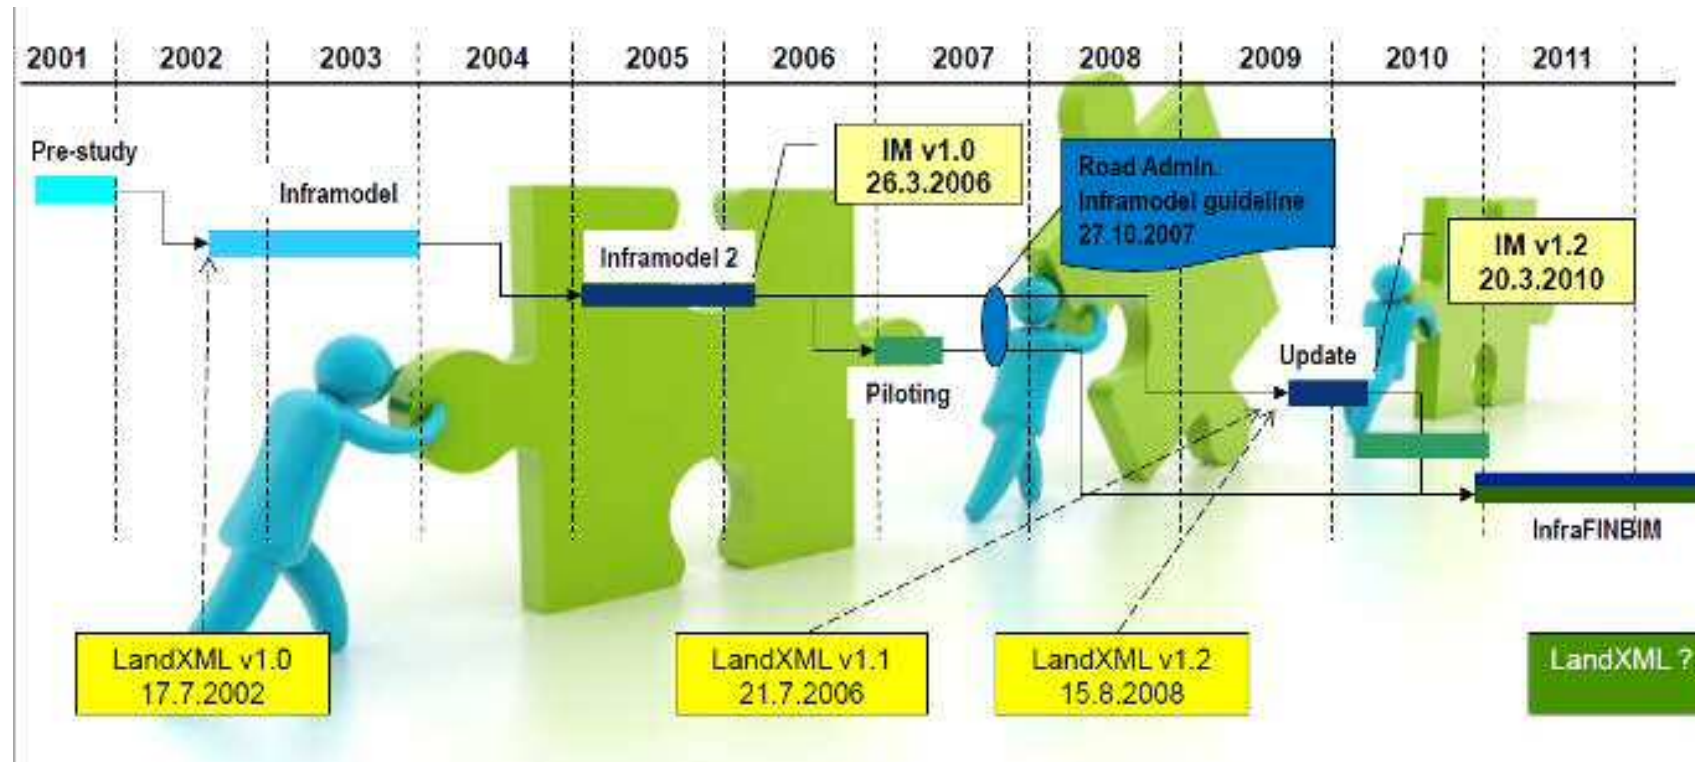 2001 2002 2003 2004 2005 2006 2007 2008 2009 2010 2011
Pre-study
Inframodel
Inframodel 2
IM v1.0
26.3.2006
Road Admin.
Inframodel guideline
27.10.2007
IM v1.2
20.3.2010
Piloting
Update
InfraFINBIM
LandXML v1.0
17.7.2002
LandXML v1.1
21.7.2006
LandXML v1.2
15.8.2008
LandXML ?